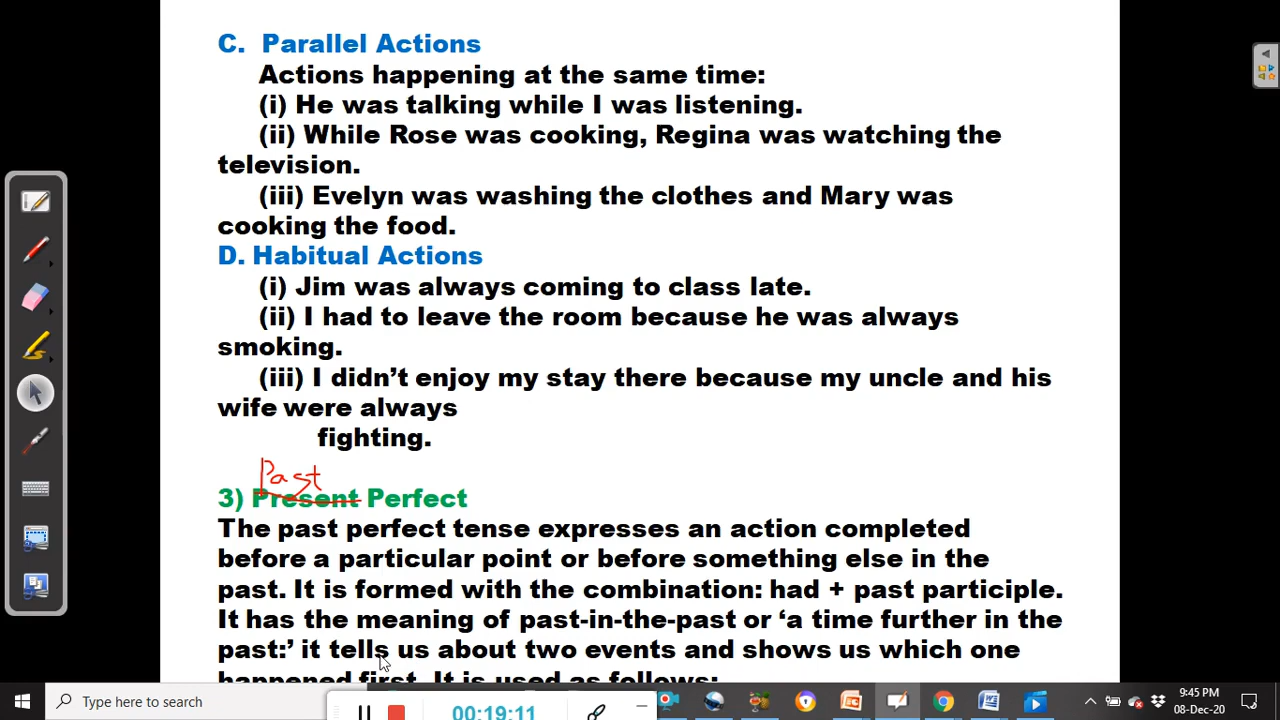 C. Parallel Actions
Actions happening at the same time:
(i) He was talking while I was listening.
(ii) While Rose was cooking, Regina was watching the
television.
(iii) Evelyn was washing the clothes and Mary was
cooking the food.
D. Habitual Actions
(i) Jim was always coming to class late.
(ii) I had to leave the room because he was always
smoking.
(iii) I didn’t enjoy my stay there because my uncle and his
wife were always
fighting.
Past
3) Present Perfect
The past perfect tense expresses an action completed
before a particular point or before something else in the
past. It is formed with the combination: had + past participle.
It has the meaning of past-in-the-past or ‘a time further in the
past:’ it tells us about two events and shows us which one
happened first. It is used as follows:
Type here to search
00:19:11
9:45 PM
08-Dec-20